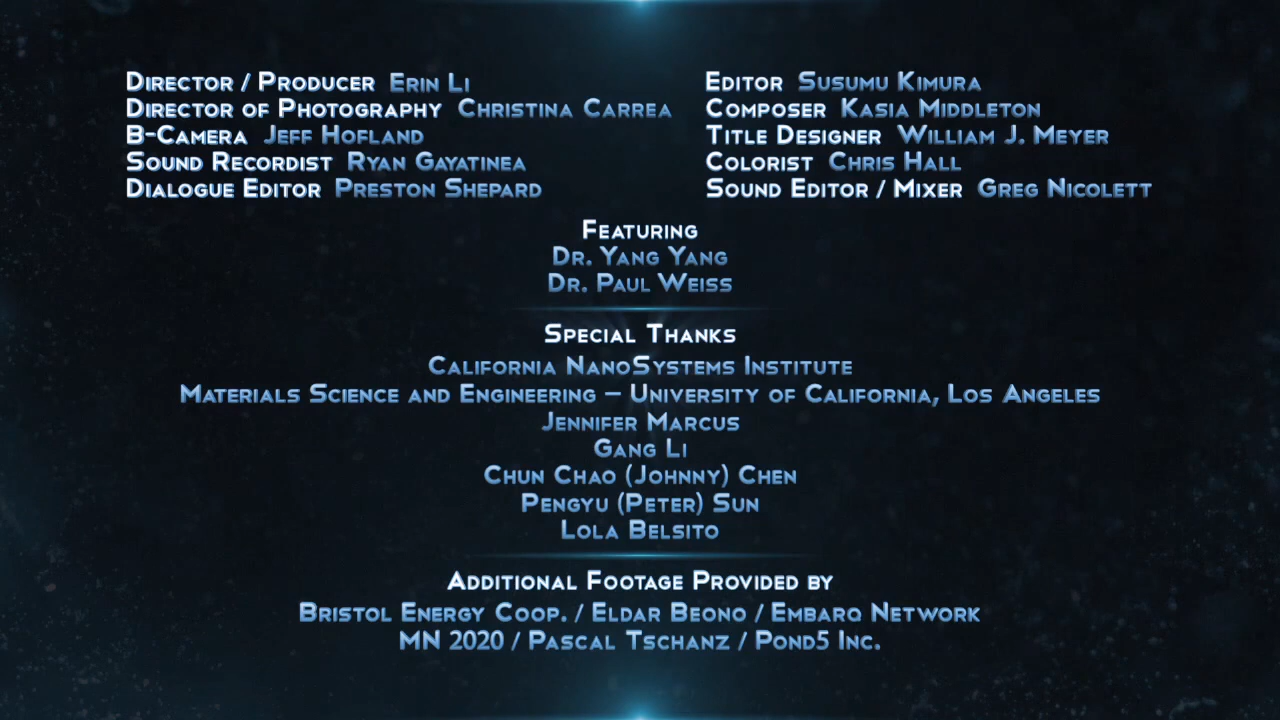 Director / Producer Erin Li
Director of Photography Christina Carrea
B-Camera Jeff Hofland
Sound Recordist Ryan Gayatinea
Dialogue Editor Preston Shepard
Editor Susumu Kimura
Composer Kasia Middleton
Title Designer William J. Meyer
Colorist Chris Hall
Sound Editor / Mixer Greg Nicolett
Featuring
Dr. Yang Yang
Dr. Paul Weiss
Special Thanks
California NanoSystems Institute
Materials Science and Engineering – University of California, Los Angeles
Jennifer Marcus
Gang Li
Chun Chao (Johnny) Chen
Pengyu (Peter) Sun
Lola Belsito
Additional Footage Provided by
Bristol Energy Coop. / Eldar Beono / Embarq Network
MN 2020 / Pascal Tschanz / Pond5 Inc.